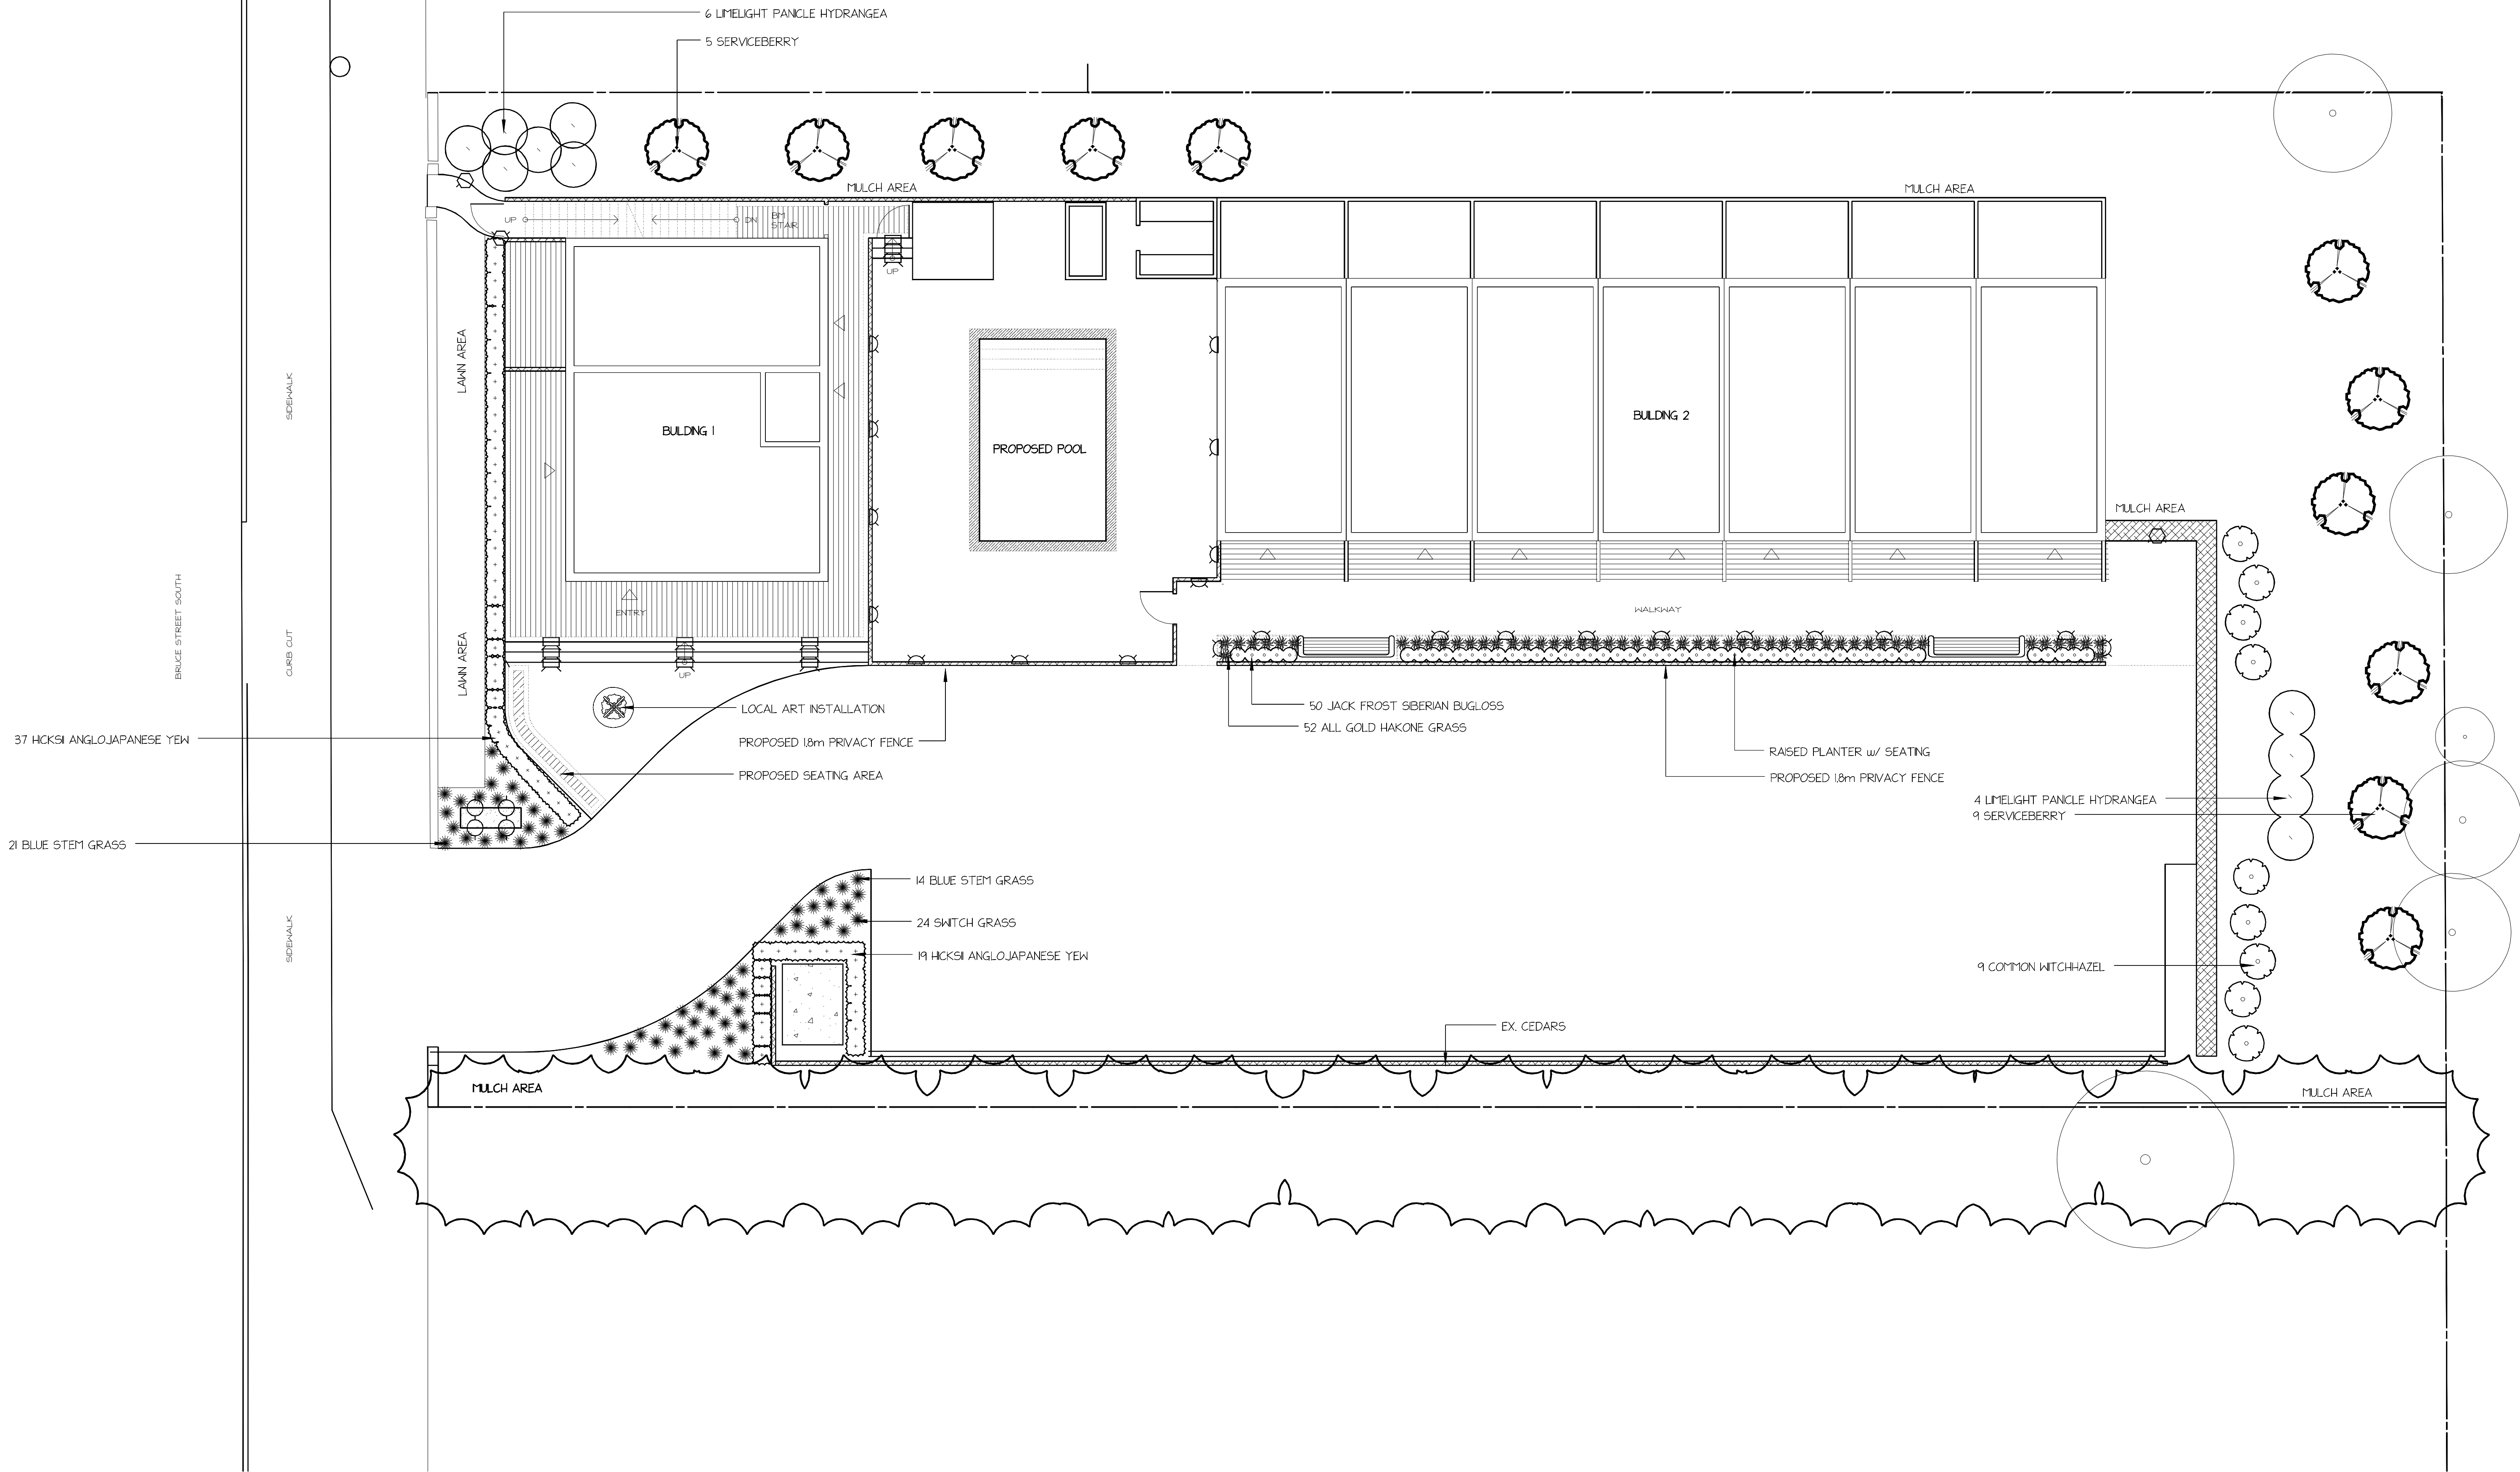 6 LIMELIGHT PANICLE HYDRANGEA
5 SERVICEBERRY
MULCH AREA
MULCH AREA
UP
DN
BM
STAIR
UP
LAWN AREA
SIDEWALK
BUILDING 1
PROPOSED POOL
BUILDING 2
MULCH AREA
BRUCE STREET SOUTH
CURB CUT
LAWN AREA
ENTRY
WALKWAY
UP
LOCAL ART INSTALLATION
50 JACK FROST SIBERIAN BUGLOSS
52 ALL GOLD HAKONE GRASS
37 HICKSII ANGLOJAPANESE YEW
PROPOSED 1.8m PRIVACY FENCE
RAISED PLANTER w/ SEATING
PROPOSED SEATING AREA
PROPOSED 1.8m PRIVACY FENCE
4 LIMELIGHT PANICLE HYDRANGEA
9 SERVICEBERRY
21 BLUE STEM GRASS
14 BLUE STEM GRASS
24 SWITCH GRASS
SIDEWALK
19 HICKSII ANGLOJAPANESE YEW
9 COMMON WITCHHAZEL
EX. CEDARS
MULCH AREA
MULCH AREA